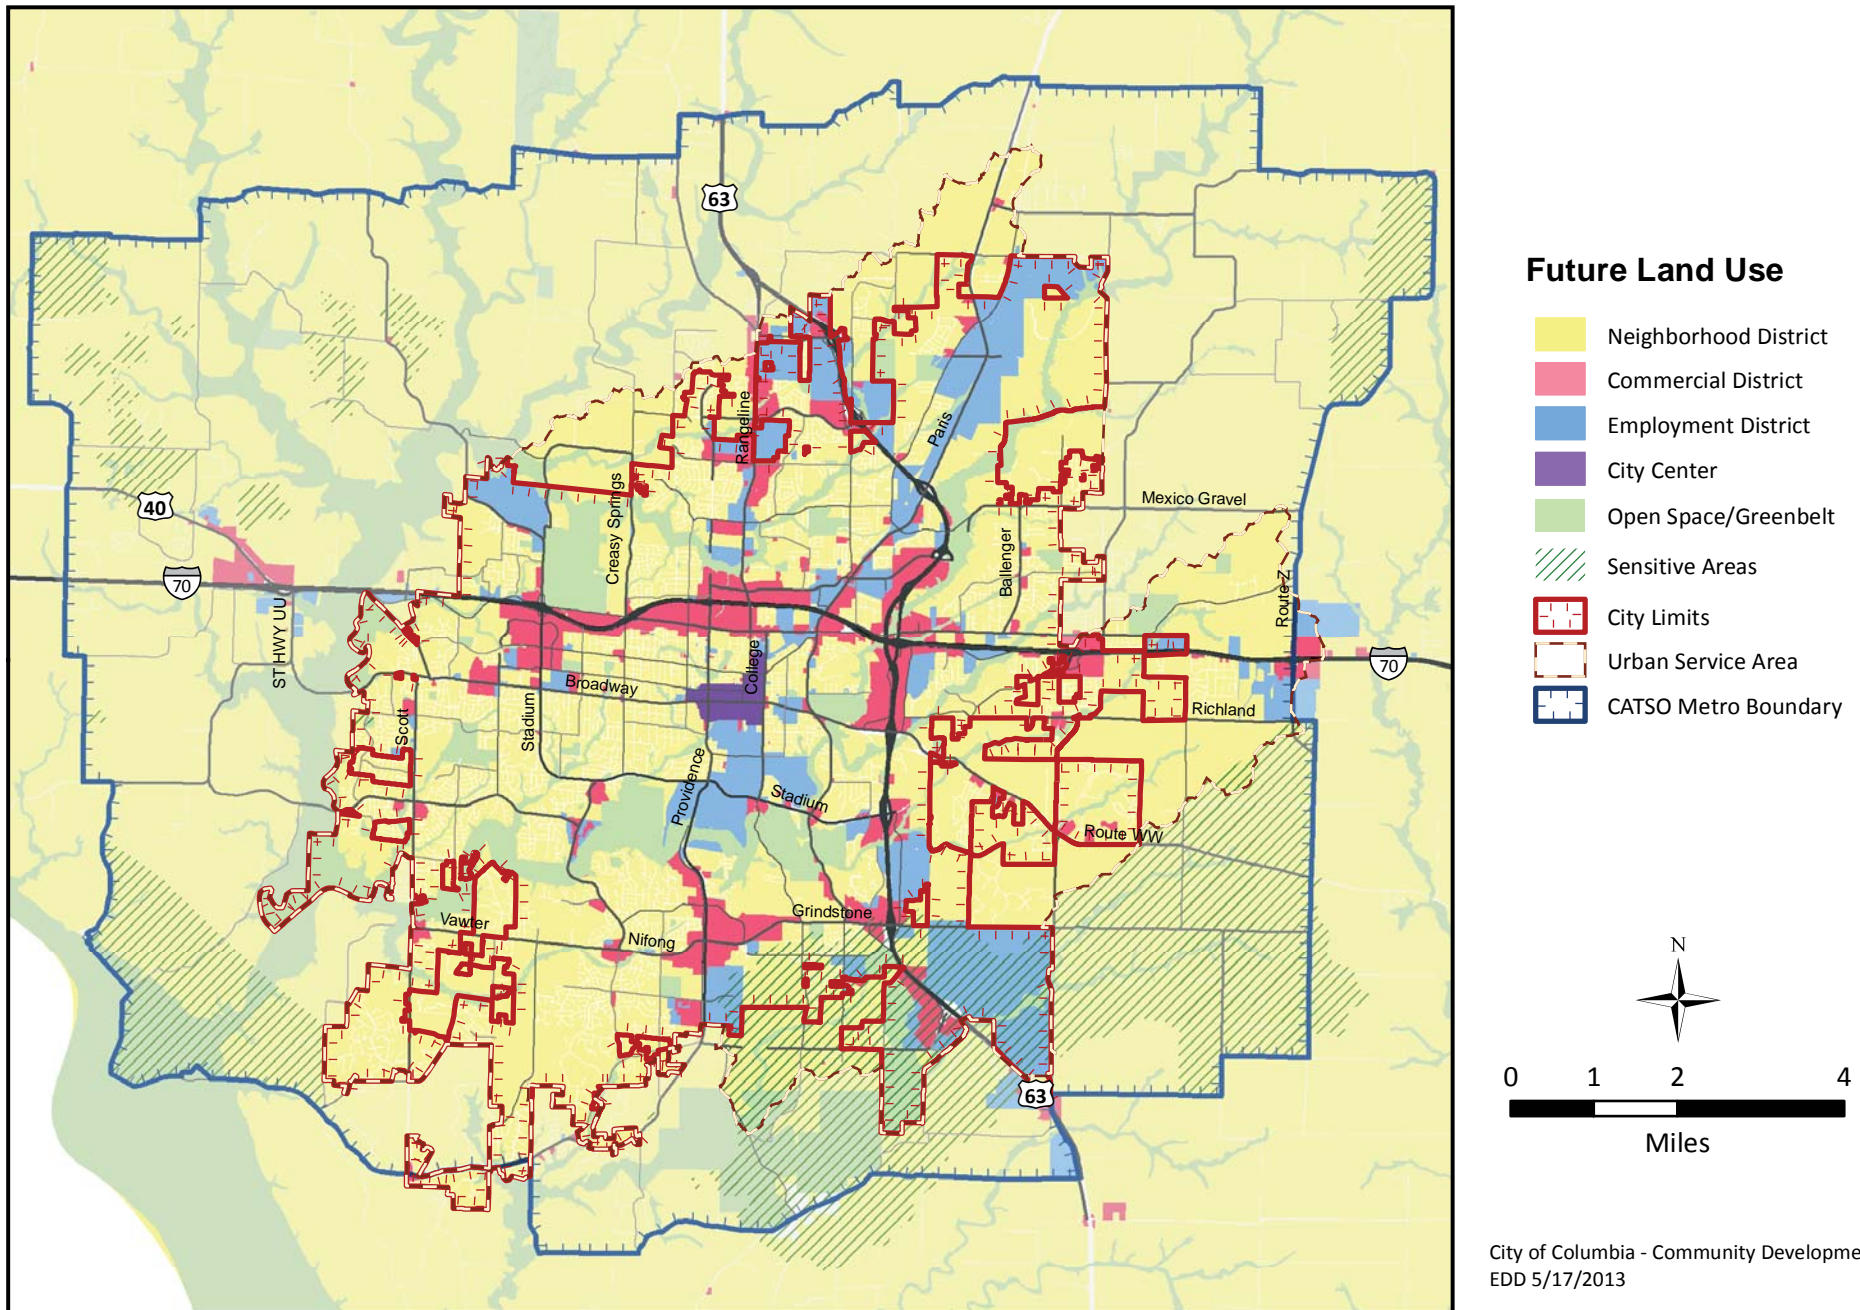 63
Rangeline
Paris
Creasy Springs
Mexico Gravel
40
Ballenger
70
ST HWY UU
Route Z
College
70
Broadway
Scott
Stadium
Richland
Providence
Stadium
Route WW
Grindstone
Vawter
Nifong
63
Future Land Use
Neighborhood District
Commercial District
Employment District
City Center
Open Space/Greenbelt
Sensitive Areas
City Limits
Urban Service Area
CATSO Metro Boundary
N
0 1 2 4
Miles
City of Columbia - Community Developme
EDD 5/17/2013